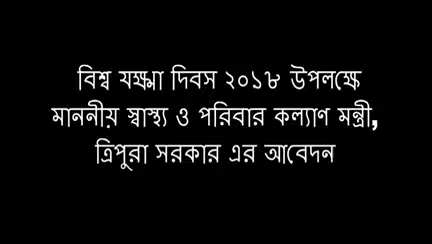 বিশ্ব যক্ষ্মা দিবস ২০১৮ উপলক্ষে
মাননীয় স্বাস্থ্য ও পরিবার কল্যাণ মন্ত্রী,
ত্রিপুরা সরকার এর আবেদন